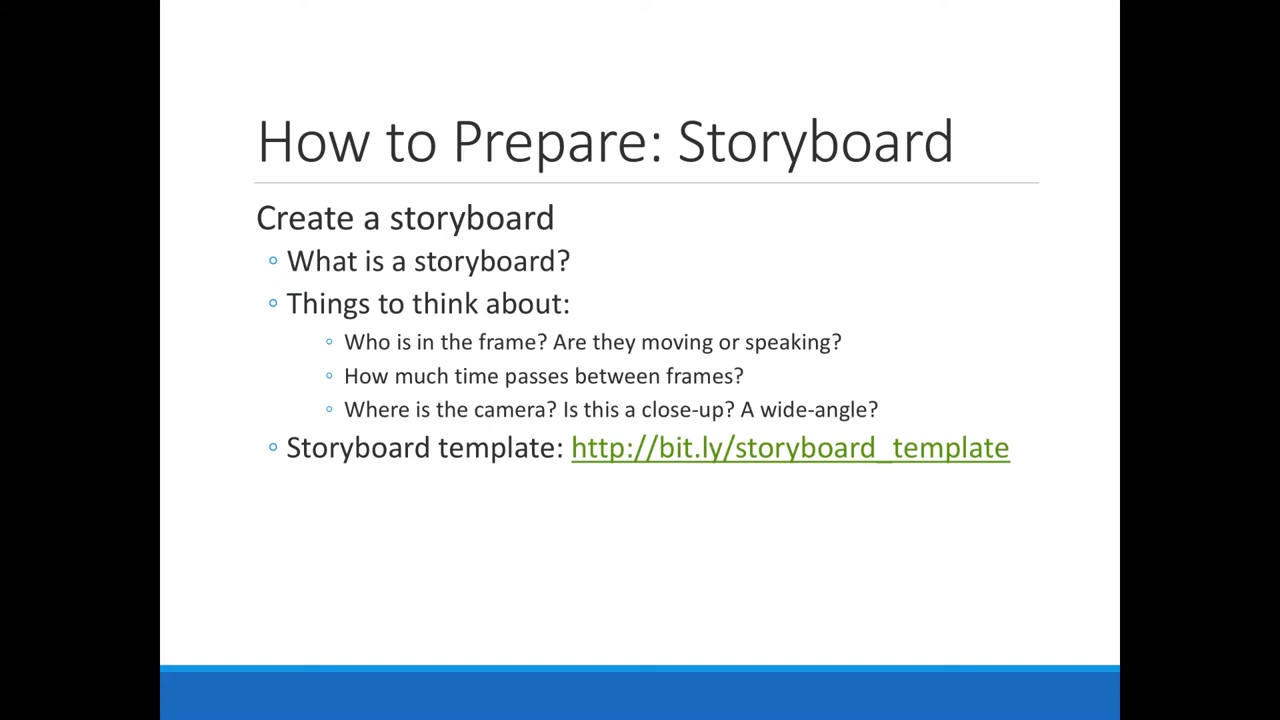 How to Prepare: Storyboard
Create a storyboard
◦ What is a storyboard?
◦ Things to think about:
◦ Who is in the frame? Are they moving or speaking?
◦ How much time passes between frames?
◦ Where is the camera? Is this a close-up? A wide-angle?
◦ Storyboard template: http://bit.ly/storyboard_template